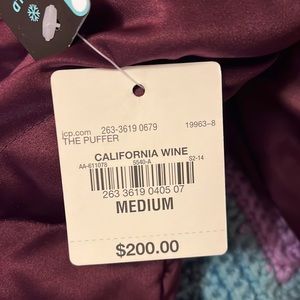 jcp.com 263-3619 0679 19963-8
THE PUFFER
CALIFORNIA WINE
AA-611078 5540-A S2-14
263 3619 0405 07
MEDIUM
$200.00